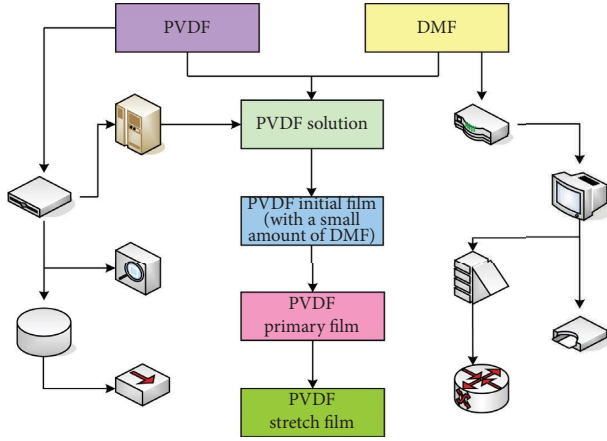 PVDF
DMF
PVDF solution
PVDF initial film
(with a small
amount of DMF)
PVDF
primary film
PVDF
stretch film